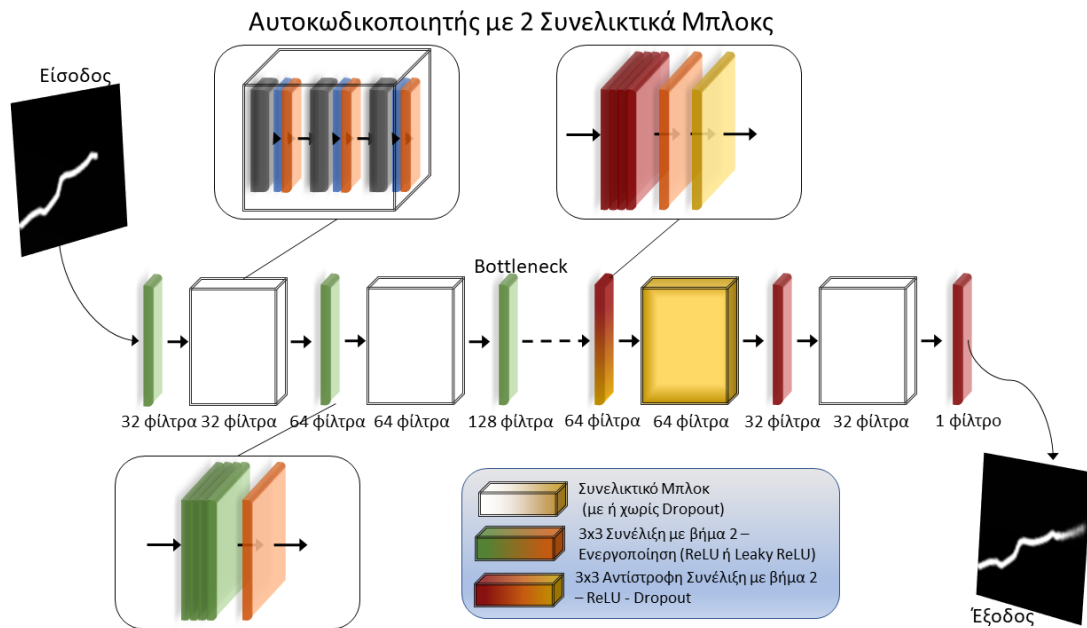 Αυτοκωδικοποιητής με 2 Συνελικτικά Μπλοκς
Είσοδος
Bottleneck
32 φίλτρα
32 φίλτρα
64 φίλτρα
64 φίλτρα
128 φίλτρα
64 φίλτρα
64 φίλτρα
32 φίλτρα
32 φίλτρα
1 φίλτρο
Συνελικτικό Μπλοκ
(με ή χωρίς Dropout)
3x3 Συνέλιξη με βήμα 2 –
Ενεργοποίηση (ReLU ή Leaky ReLU)
3x3 Αντίστροφη Συνέλιξη με βήμα 2
– ReLU - Dropout
Έξοδος